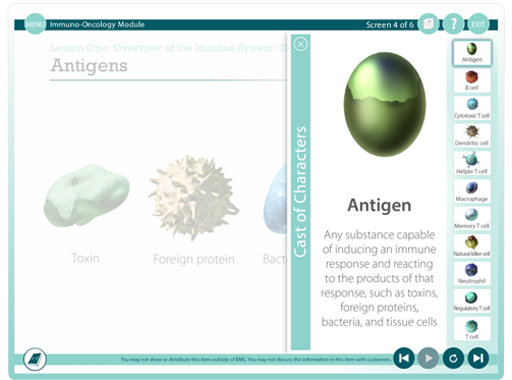 MENU Immuno-Oncology Module Screen 4 of 6 ? EXIT
Lesson One: Overview of the Immune System: T
Antigens
Toxin
Foreign protein
Bact
Cast of Characters
Antigen
Any substance capable
of inducing an immune
response and reacting
to the products of that
response, such as toxins,
foreign proteins,
bacteria, and tissue cells
Antigen
B cell
Cytotoxic T cell
Dendritic cell
Helper T cell
Macrophage
Memory T cell
Natural killer cell
Neutrophil
Regulatory T cell
T cell
You may not show or distribute this item outside of BMS. You may not discuss the information in this item with customers.